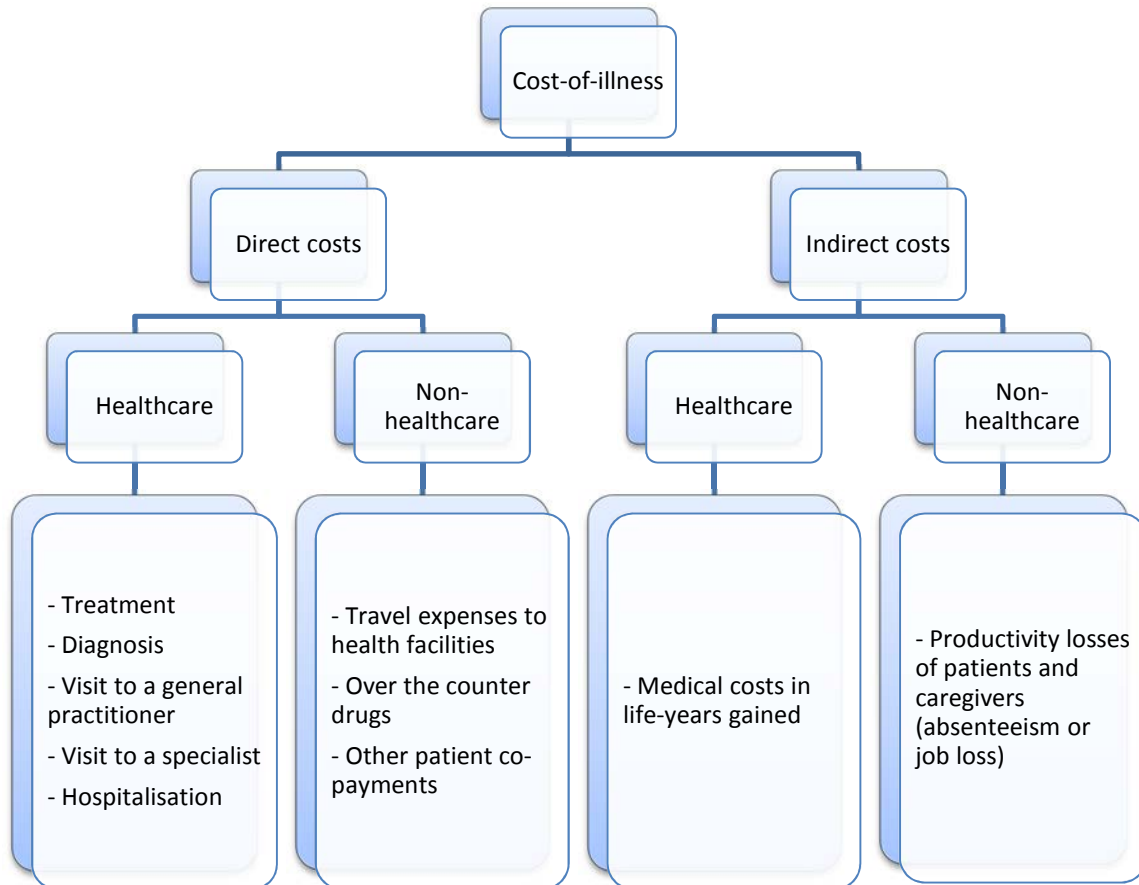 Cost-of-illness
Direct costs
Indirect costs
Healthcare
Non-
healthcare
Healthcare
Non-
healthcare
- Treatment
- Diagnosis
- Visit to a general
practitioner
- Visit to a specialist
- Hospitalisation
- Travel expenses to
health facilities
- Over the counter
drugs
- Other patient co-
payments
- Medical costs in
life-years gained
- Productivity losses
of patients and
caregivers
(absenteeism or
job loss)